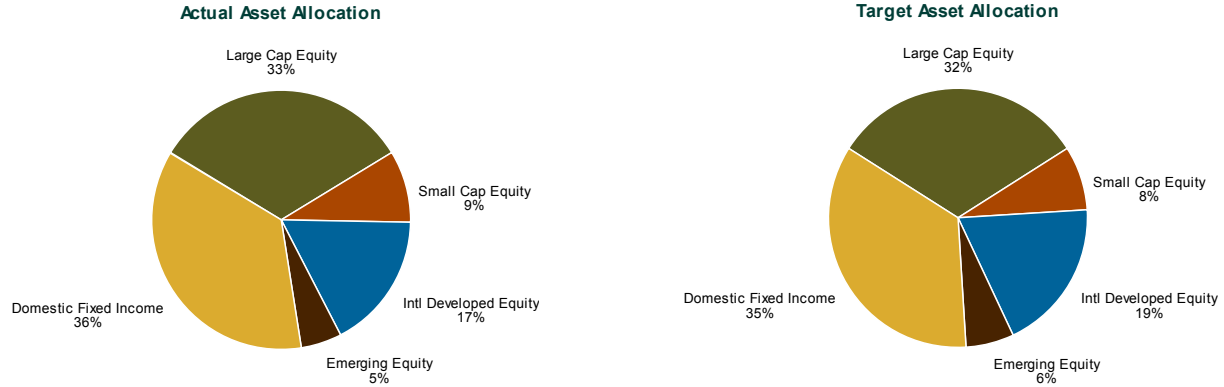 Actual Asset Allocation
Large Cap Equity
33%
Small Cap Equity
9%
Intl Developed Equity
17%
Emerging Equity
5%
Domestic Fixed Income
36%
Target Asset Allocation
Large Cap Equity
32%
Small Cap Equity
8%
Intl Developed Equity
19%
Emerging Equity
6%
Domestic Fixed Income
35%